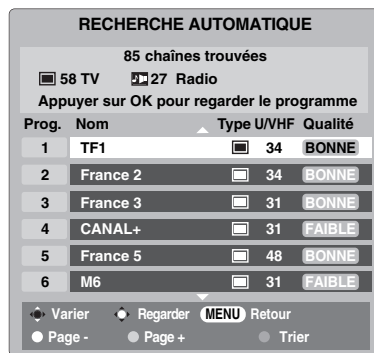 RECHERCHE AUTOMATIQUE
85 chaînes trouvées
58 TV 27 Radio
Appuyer sur OK pour regarder le programme
Prog. Nom Type U/VHF Qualité
1 TF1 34 BONNE
2 France 2 34 BONNE
3 France 3 31 BONNE
4 CANAL+ 31 FAIBLE
5 France 5 48 BONNE
6 M6 31 FAIBLE
Varier Regarder MENU Retour
Page - Page + Trier